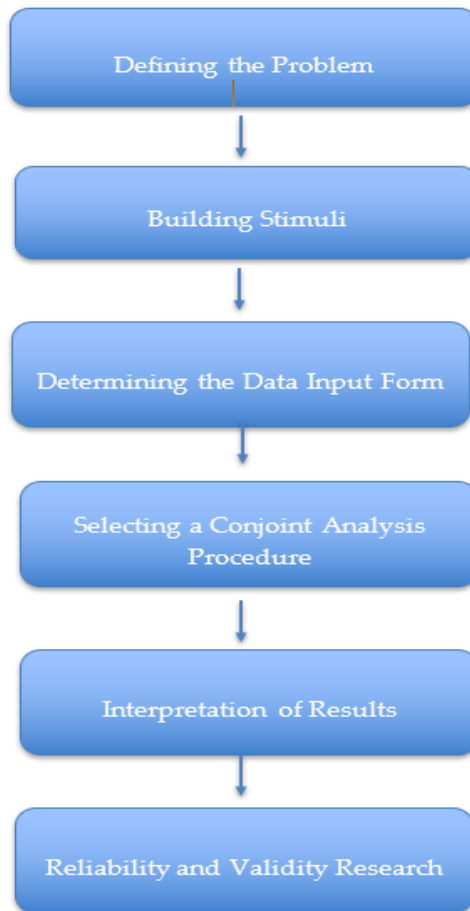 Defining the Problem
Building Stimuli
Determining the Data Input Form
Selecting a Conjoint Analysis
Procedure
Interpretation of Results
Reliability and Validity Research